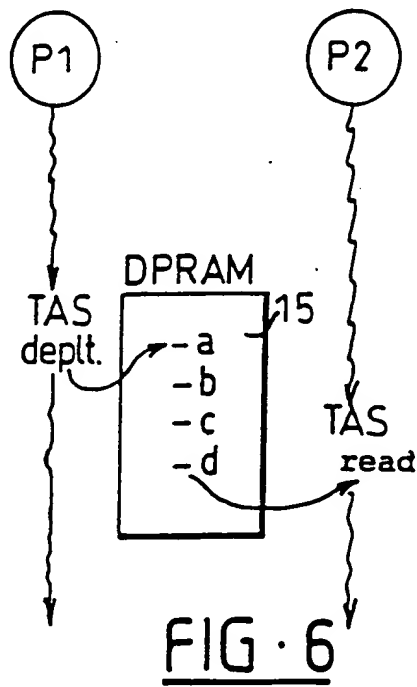 P1
P2
DPRAM
15
TAS
deplt.
-a
-b
-c
-d
TAS
read
FIG · 6